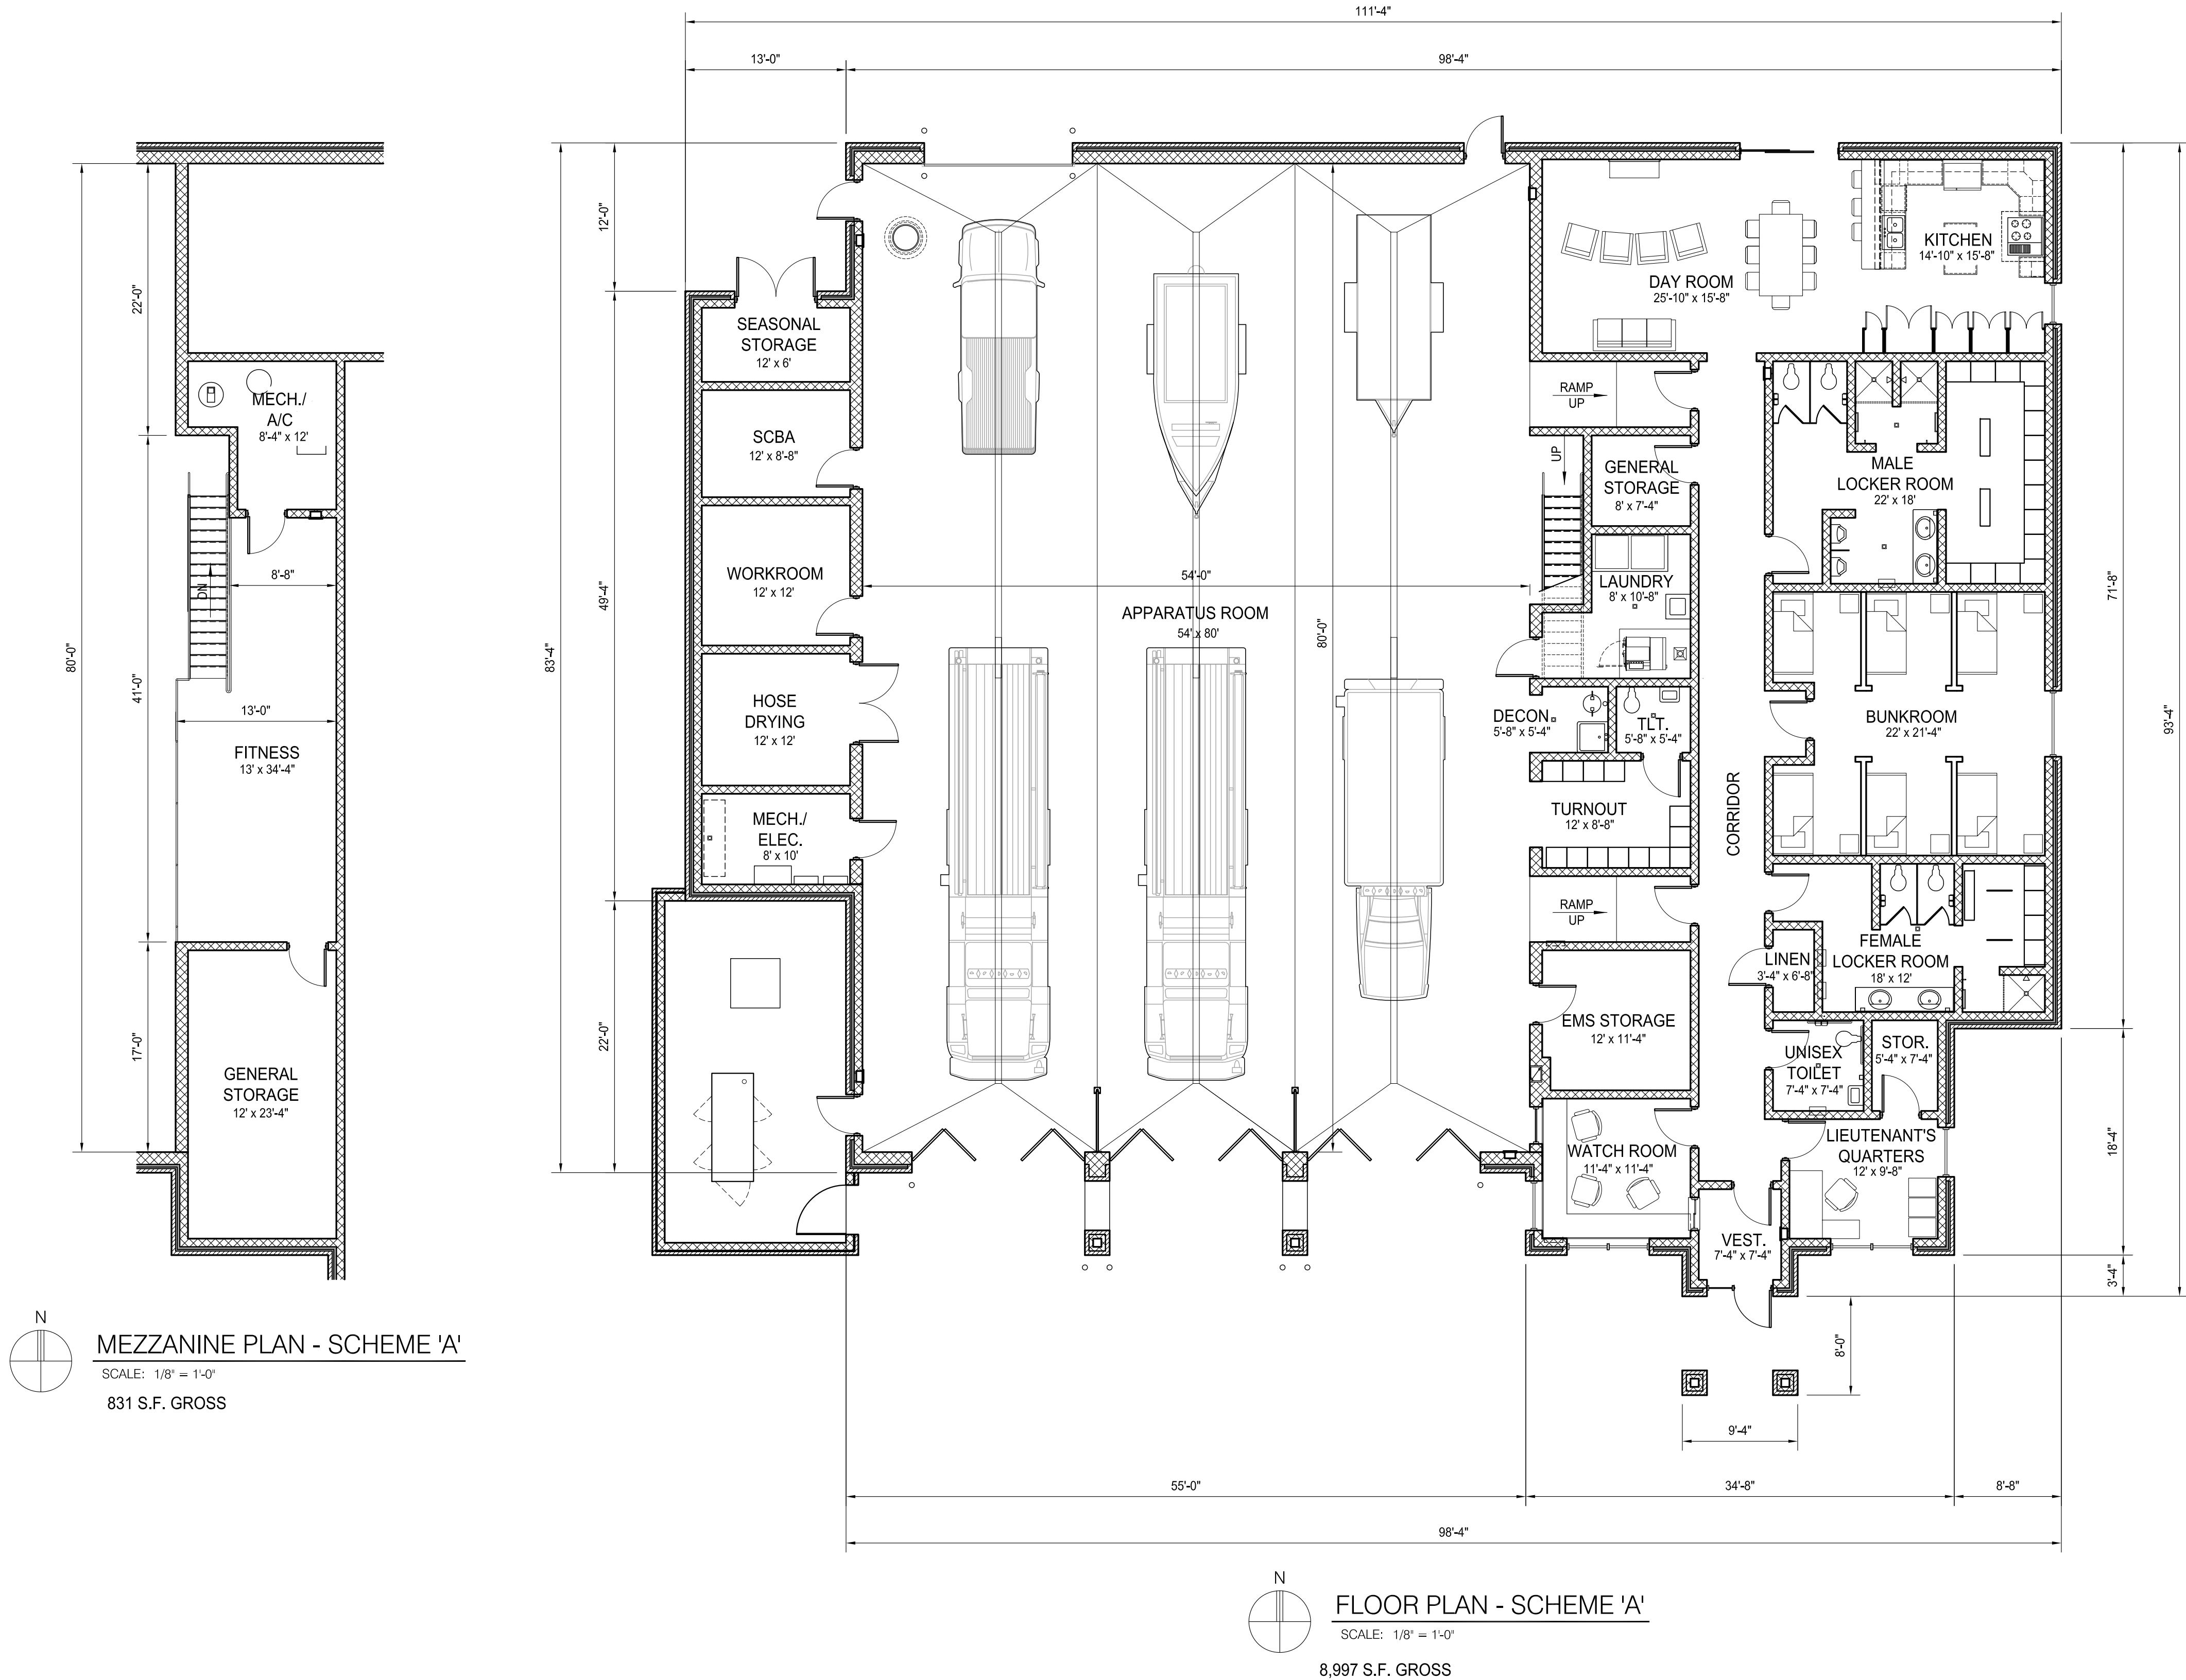 111'-4"
13'-0"
98'-4"
12'-0"
49'-4"
22'-0"
83'-4"
80'-0"
22'-0"
41'-0"
17'-0"
MECH./
A/C
8'-4" x 12'
DN
8'-8"
13'-0"
FITNESS
13' x 34'-4"
GENERAL
STORAGE
12' x 23'-4"
N
MEZZANINE PLAN - SCHEME 'A'
SCALE: 1/8" = 1'-0"
831 S.F. GROSS
SEASONAL
STORAGE
12' x 6'
SCBA
12' x 8'-8"
WORKROOM
12' x 12'
HOSE
DRYING
12' x 12'
MECH./
ELEC.
8' x 10'
54'-0"
APPARATUS ROOM
54' x 80'
80'-0"
DAY ROOM
25'-10" x 15'-8"
KITCHEN
14'-10" x 15'-8"
RAMP
UP
UP
GENERAL
STORAGE
8' x 7'-4"
LAUNDRY
8' x 10'-8"
DECON.
5'-8" x 5'-4"
TLT.
5'-8" x 5'-4"
TURNOUT
12' x 8'-8"
RAMP
UP
EMS STORAGE
12' x 11'-4"
WATCH ROOM
11'-4" x 11'-4"
CORRIDOR
MALE
LOCKER ROOM
22' x 18'
BUNKROOM
22' x 21'-4"
FEMALE
LOCKER ROOM
18' x 12'
LINEN
3'-4" x 6'-8"
UNISEX
TOILET
7'-4" x 7'-4"
STOR.
5'-4" x 7'-4"
LIEUTENANT'S
QUARTERS
12' x 9'-8"
VEST.
7'-4" x 7'-4"
71'-8"
93'-4"
18'-4"
3'-4"
8'-0"
9'-4"
55'-0"
34'-8"
8'-8"
98'-4"
N
FLOOR PLAN - SCHEME 'A'
SCALE: 1/8" = 1'-0"
8,997 S.F. GROSS